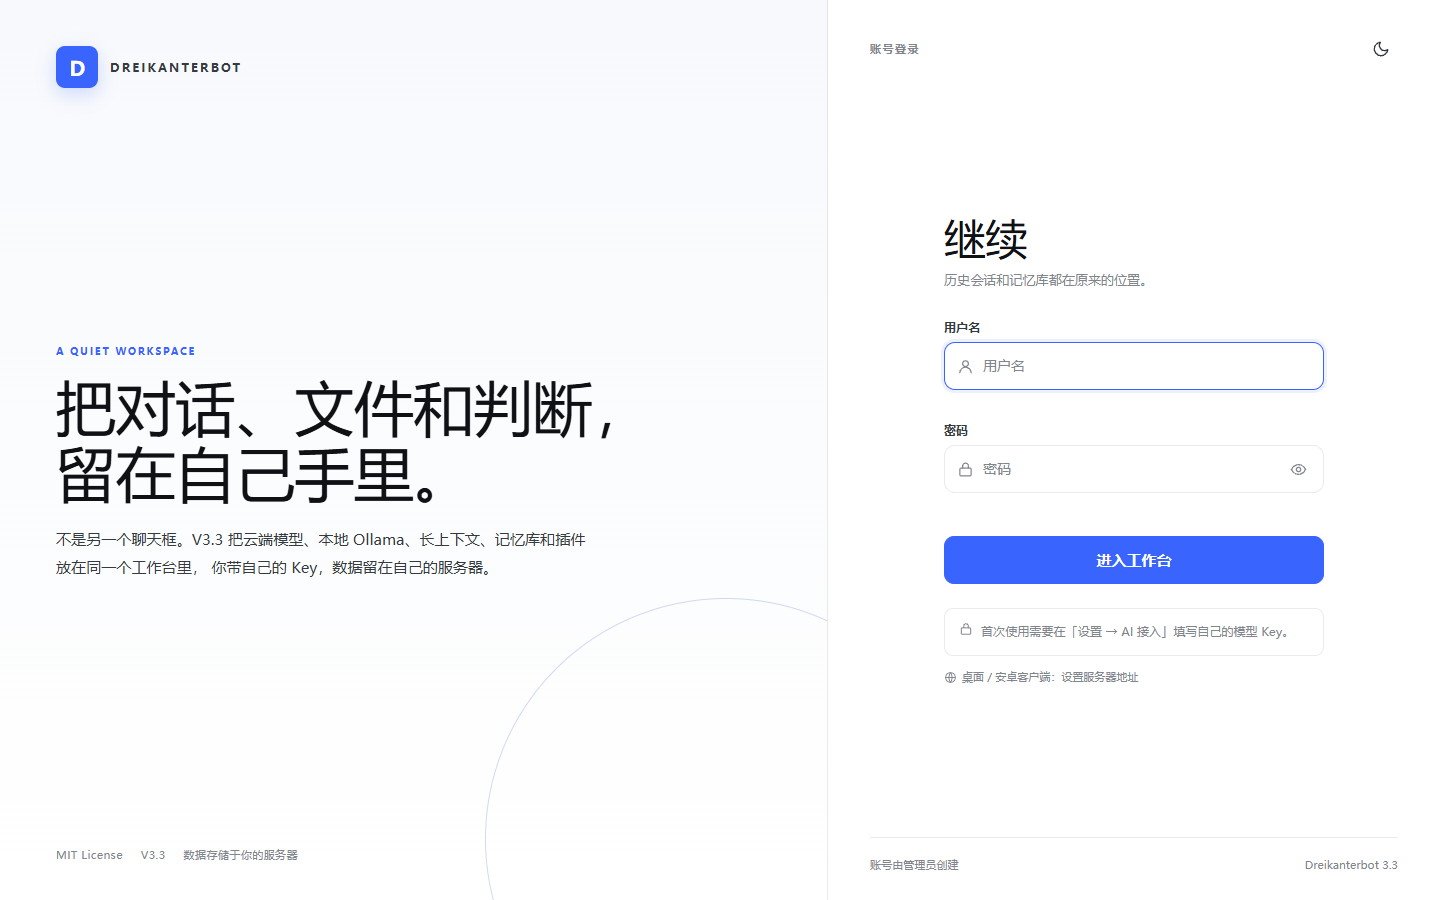 D
DREIKANTERBOT
A QUIET WORKSPACE
把对话、文件和判断，
留在自己手里。
不是另一个聊天框。V3.3 把云端模型、本地 Ollama、长上下文、记忆库和插件
放在同一个工作台里， 你带自己的 Key，数据留在自己的服务器。
MIT License V3.3 数据存储于你的服务器
账号登录
继续
历史会话和记忆库都在原来的位置。
用户名
用户名
密码
密码
进入工作台
首次使用需要在「设置 → AI 接入」填写自己的模型 Key。
桌面 / 安卓客户端：设置服务器地址
账号由管理员创建
Dreikanterbot 3.3